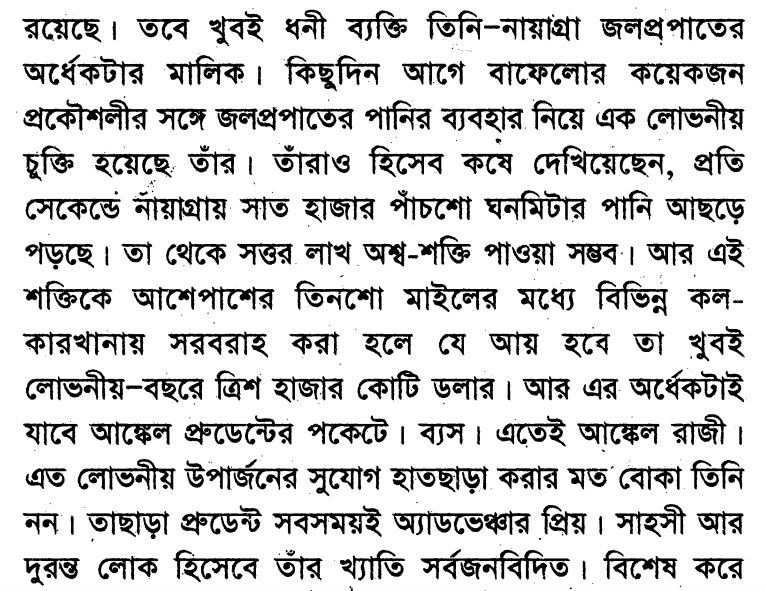 রয়েছে। তবে খুবই ধনী ব্যক্তি তিনি–নায়াগ্রা জলপ্রপাতের
অর্ধেকটার মালিক। কিছুদিন আগে বাফেলোর কয়েকজন
প্রকৌশলীর সঙ্গে জলপ্রপাতের পানির ব্যবহার নিয়ে এক লোভনীয়
চুক্তি হয়েছে তাঁর। তাঁরাও হিসেব কষে দেখিয়েছেন, প্রতি
সেকেন্ডে নায়াগ্রায় সাত হাজার পাঁচশো ঘনমিটার পানি আছড়ে
পড়ছে। তা থেকে সত্তর লাখ অশ্ব-শক্তি পাওয়া সম্ভব। আর এই
শক্তিকে আশেপাশের তিনশো মাইলের মধ্যে বিভিন্ন কল-
কারখানায় সরবরাহ করা হলে যে আয় হবে তা খুবই
লোভনীয়–বছরে ত্রিশ হাজার কোটি ডলার। আর এর অর্ধেকটাই
যাবে আঙ্কেল প্রুডেন্টের পকেটে। ব্যস। এতেই আঙ্কেল রাজী।
এত লোভনীয় উপার্জনের সুযোগ হাতছাড়া করার মত বোকা তিনি
নন। তাছাড়া প্রুডেন্ট সবসময়ই অ্যাডভেঞ্চার প্রিয়। সাহসী আর
দুরন্ত লোক হিসেবে তাঁর খ্যাতি সর্বজনবিদিত। বিশেষ করে